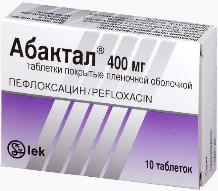 Абактал® 400 мг
таблетки покрытые пленочной оболочкой
ПЕФЛОКСАЦИН/PEFLOXACIN
lek
10 таблеток